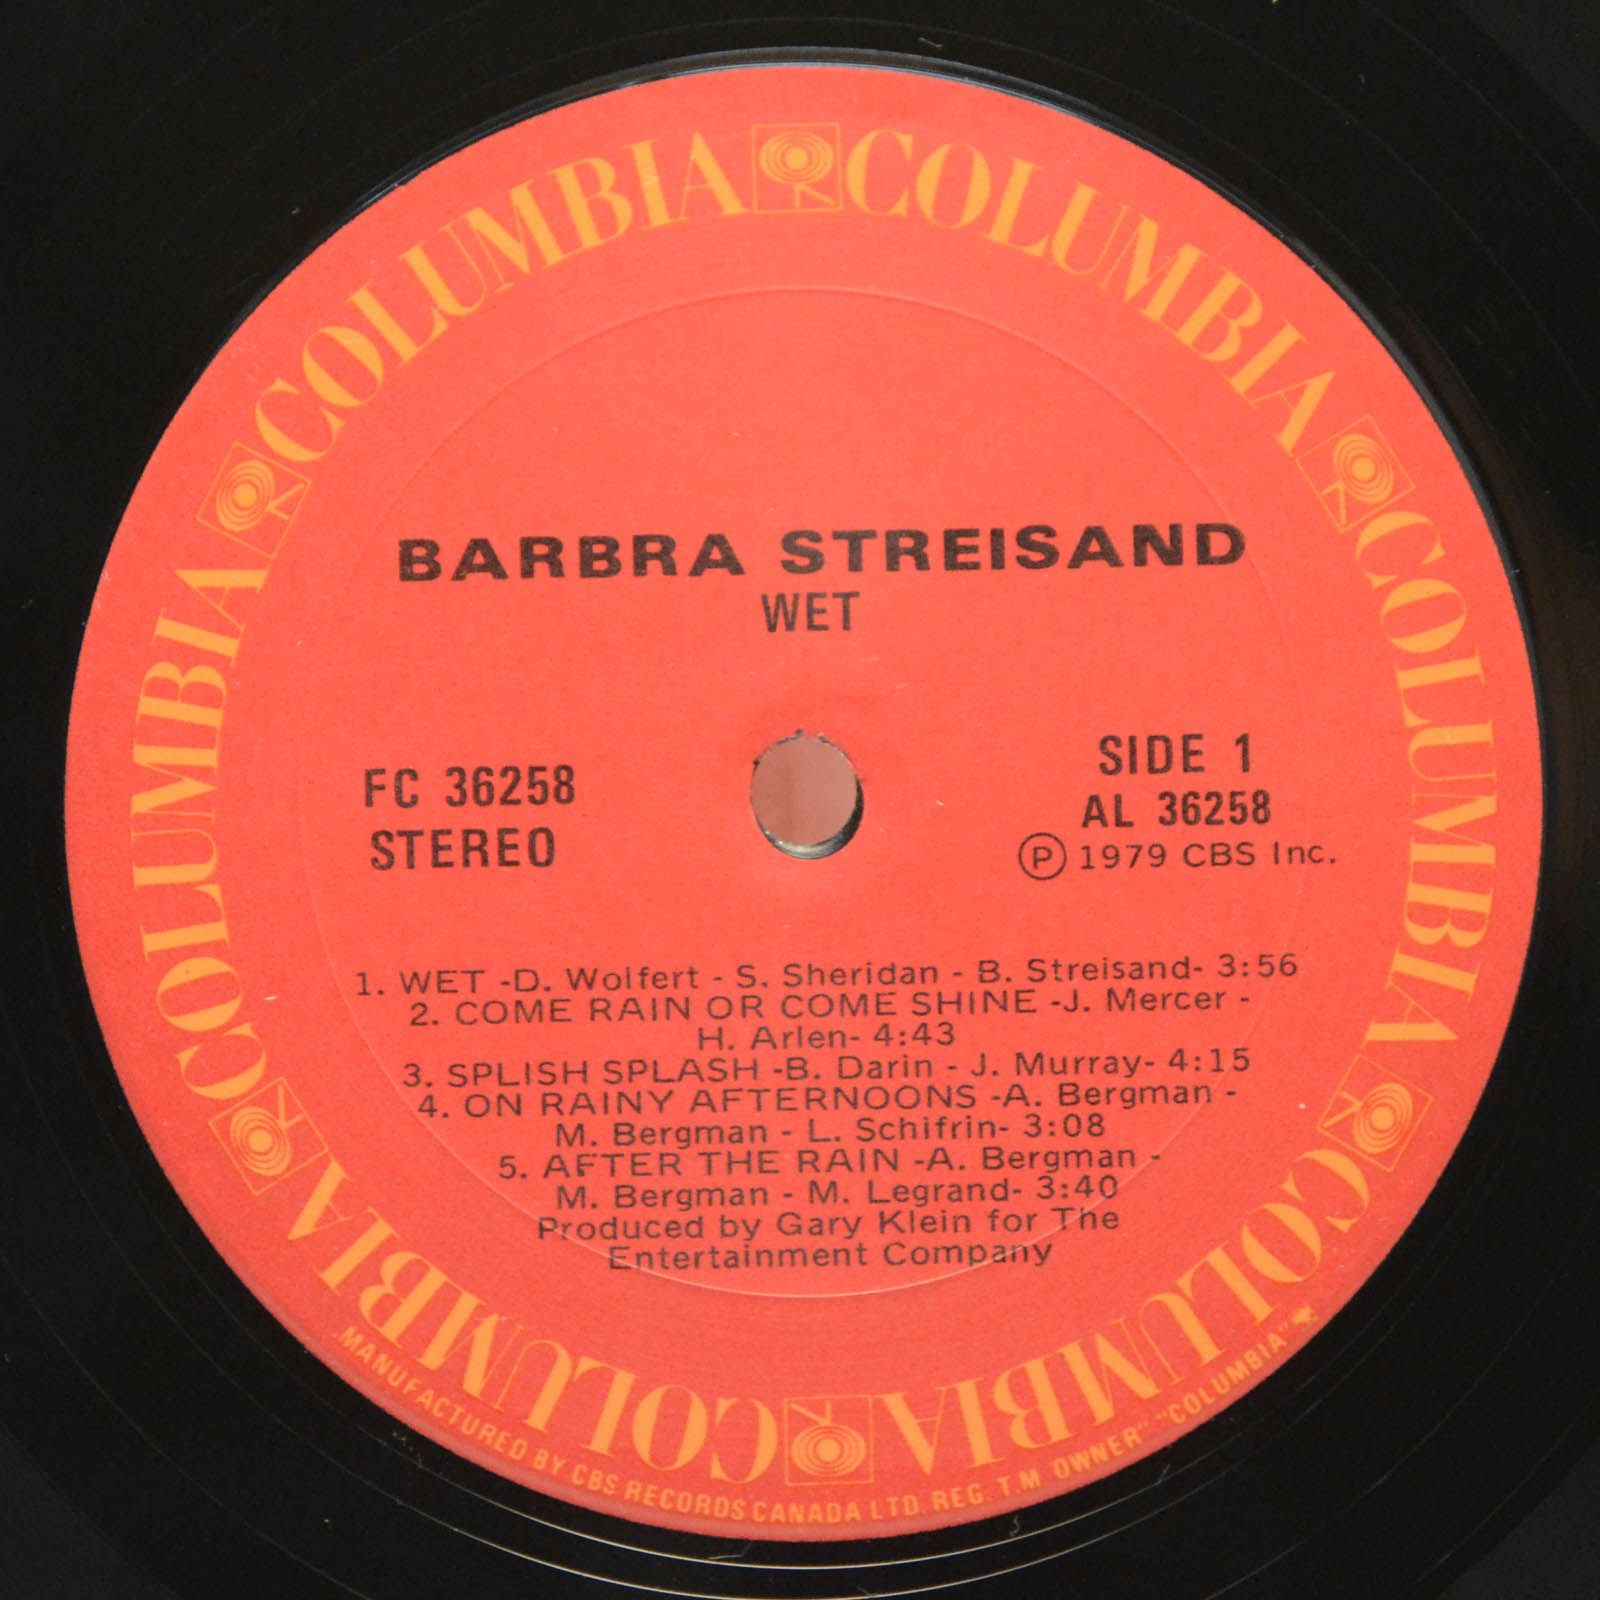 COLUMBIA COLUMBIA COLUMBIA COLUMBIA COLUMBIA COLUMBIA
BARBRA STREISAND
WET
FC 36258
STEREO
SIDE 1
AL 36258
Ⓟ 1979 CBS Inc.
1. WET -D. Wolfert - S. Sheridan - B. Streisand- 3:56
2. COME RAIN OR COME SHINE -J. Mercer -
H. Arlen- 4:43
3. SPLISH SPLASH -B. Darin - J. Murray- 4:15
4. ON RAINY AFTERNOONS -A. Bergman -
M. Bergman - L. Schifrin- 3:08
5. AFTER THE RAIN -A. Bergman -
M. Bergman - M. Legrand- 3:40
Produced by Gary Klein for The
Entertainment Company
MANUFACTURED BY CBS RECORDS CANADA LTD. REG. T.M OWNER" "COLUMBIA"